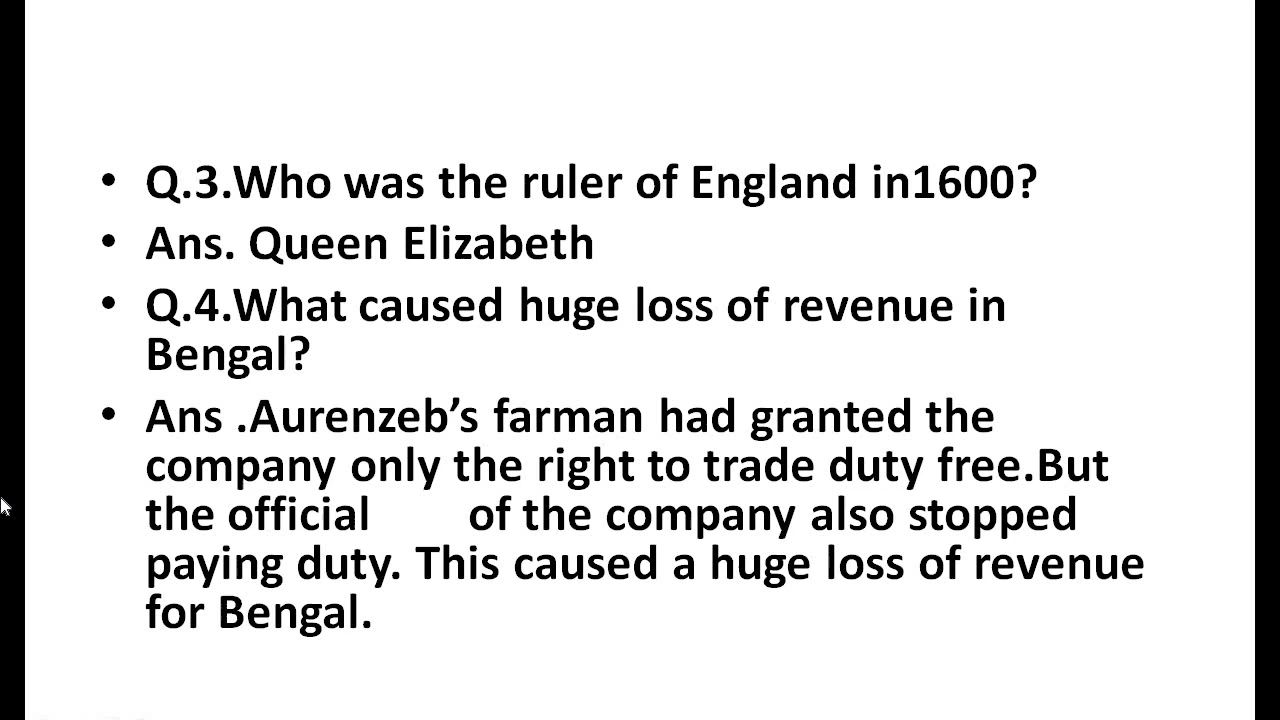 • Q.3.Who was the ruler of England in1600?
• Ans. Queen Elizabeth
• Q.4.What caused huge loss of revenue in
Bengal?
• Ans .Aurenzeb’s farman had granted the
company only the right to trade duty free.But
the official of the company also stopped
paying duty. This caused a huge loss of revenue
for Bengal.